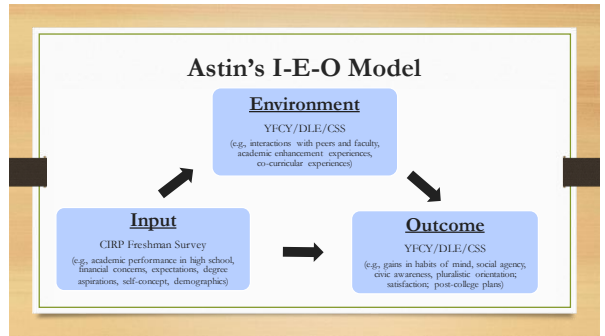 Astin's I-E-O Model
Environment
YFCY/DLE/CSS
(e.g., interactions with peers and faculty,
academic enhancement experiences,
co-curricular experiences)
Input
CIRP Freshman Survey
(e.g., academic performance in high school,
financial concerns, expectations, degree
aspirations, self-concept, demographics)
Outcome
YFCY/DLE/CSS
(e.g., gains in habits of mind, social agency,
civic awareness, pluralistic orientation;
satisfaction; post-college plans)